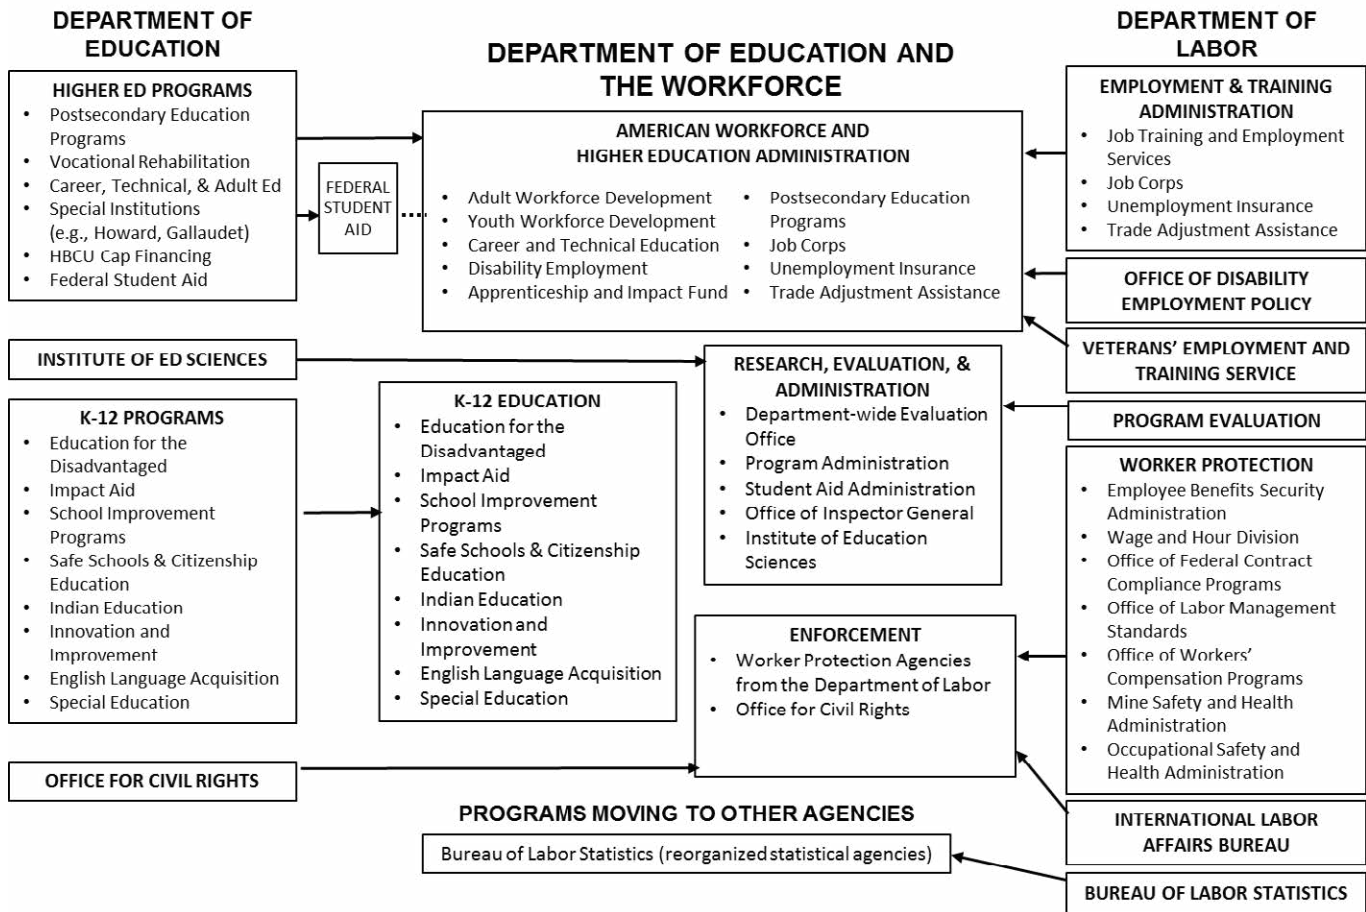 DEPARTMENT OF
EDUCATION
HIGHER ED PROGRAMS
• Postsecondary Education
Programs
• Vocational Rehabilitation
• Career, Technical, & Adult Ed
• Special Institutions
(e.g., Howard, Gallaudet)
• HBCU Cap Financing
• Federal Student Aid
FEDERAL
STUDENT
AID
INSTITUTE OF ED SCIENCES
K-12 PROGRAMS
• Education for the
Disadvantaged
• Impact Aid
• School Improvement
Programs
• Safe Schools & Citizenship
Education
• Indian Education
• Innovation and
Improvement
• English Language Acquisition
• Special Education
OFFICE FOR CIVIL RIGHTS
DEPARTMENT OF EDUCATION AND
THE WORKFORCE
AMERICAN WORKFORCE AND
HIGHER EDUCATION ADMINISTRATION
• Adult Workforce Development
• Youth Workforce Development
• Career and Technical Education
• Disability Employment
• Apprenticeship and Impact Fund
• Postsecondary Education
Programs
• Job Corps
• Unemployment Insurance
• Trade Adjustment Assistance
K-12 EDUCATION
• Education for the
Disadvantaged
• Impact Aid
• School Improvement
Programs
• Safe Schools & Citizenship
Education
• Indian Education
• Innovation and
Improvement
• English Language Acquisition
• Special Education
RESEARCH, EVALUATION, &
ADMINISTRATION
• Department-wide Evaluation
Office
• Program Administration
• Student Aid Administration
• Office of Inspector General
• Institute of Education
Sciences
ENFORCEMENT
• Worker Protection Agencies
from the Department of Labor
• Office for Civil Rights
PROGRAMS MOVING TO OTHER AGENCIES
Bureau of Labor Statistics (reorganized statistical agencies)
DEPARTMENT OF
LABOR
EMPLOYMENT & TRAINING
ADMINISTRATION
• Job Training and Employment
Services
• Job Corps
• Unemployment Insurance
• Trade Adjustment Assistance
OFFICE OF DISABILITY
EMPLOYMENT POLICY
VETERANS' EMPLOYMENT AND
TRAINING SERVICE
PROGRAM EVALUATION
WORKER PROTECTION
• Employee Benefits Security
Administration
• Wage and Hour Division
• Office of Federal Contract
Compliance Programs
• Office of Labor Management
Standards
• Office of Workers'
Compensation Programs
• Mine Safety and Health
Administration
• Occupational Safety and
Health Administration
INTERNATIONAL LABOR
AFFAIRS BUREAU
BUREAU OF LABOR STATISTICS